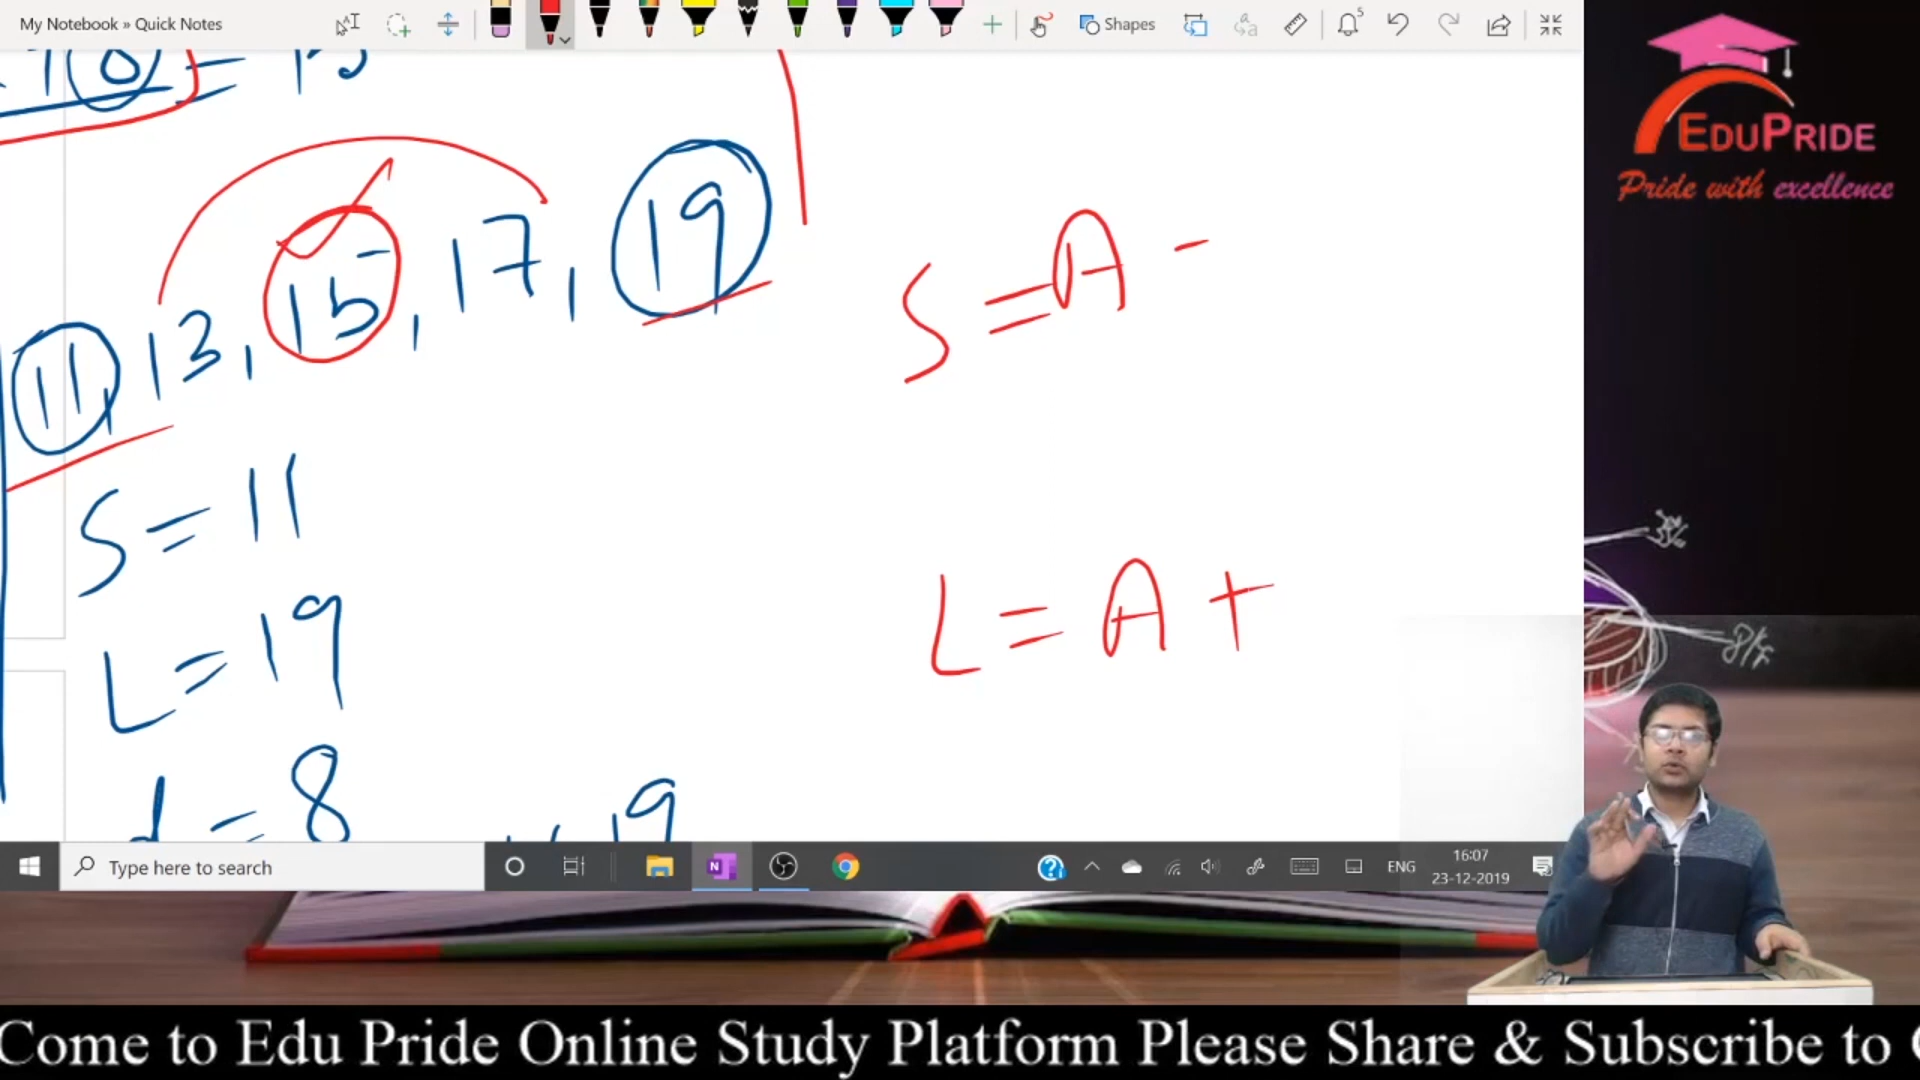 My Notebook » Quick Notes
Shapes
5
EDUPRIDE
Pride with excellence
11, 13, 15, 17, 19
S = A -
S = 11
L = A +
L = 19
d = 8
19
Type here to search
ENG
16:07
23-12-2019
Come to Edu Pride Online Study Platform Please Share & Subscribe to